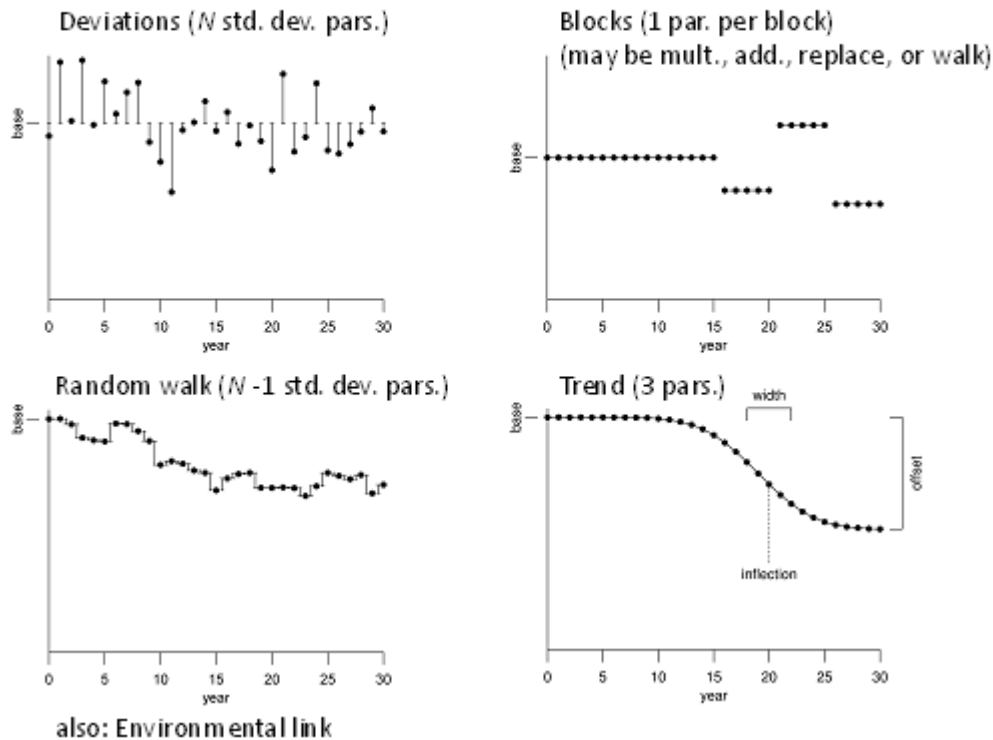 Deviations (N std. dev. pars.)
base
0 5 10 15 20 25 30
year
Blocks (1 par. per block)
(may be mult., add., replace, or walk)
base
0 5 10 15 20 25 30
year
Random walk (N -1 std. dev. pars.)
base
0 5 10 15 20 25 30
year
Trend (3 pars.)
width
base
offset
inflection
0 5 10 15 20 25 30
year
also: Environmental link